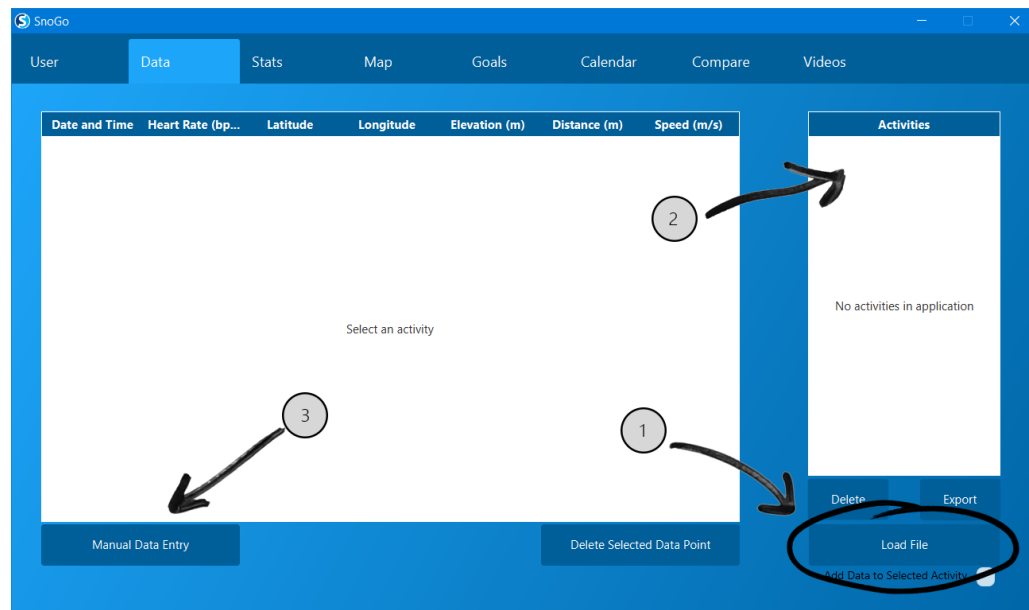 SnoGo
User Data Stats Map Goals Calendar Compare Videos
Date and Time Heart Rate (bp... Latitude Longitude Elevation (m) Distance (m) Speed (m/s)
Activities
2
No activities in application
Select an activity
3
1
Delete Export
Manual Data Entry Delete Selected Data Point Load File
Add Data to Selected Activity